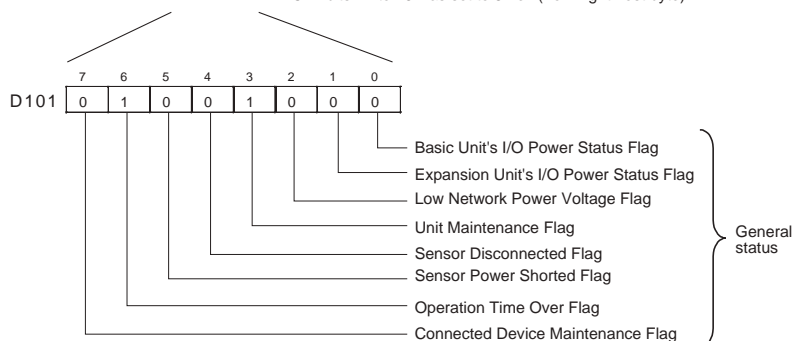 7 6 5 4 3 2 1 0
D101 0 1 0 0 1 0 0 0
Basic Unit's I/O Power Status Flag
Expansion Unit's I/O Power Status Flag
Low Network Power Voltage Flag
Unit Maintenance Flag
Sensor Disconnected Flag
Sensor Power Shorted Flag
Operation Time Over Flag
Connected Device Maintenance Flag
General
status